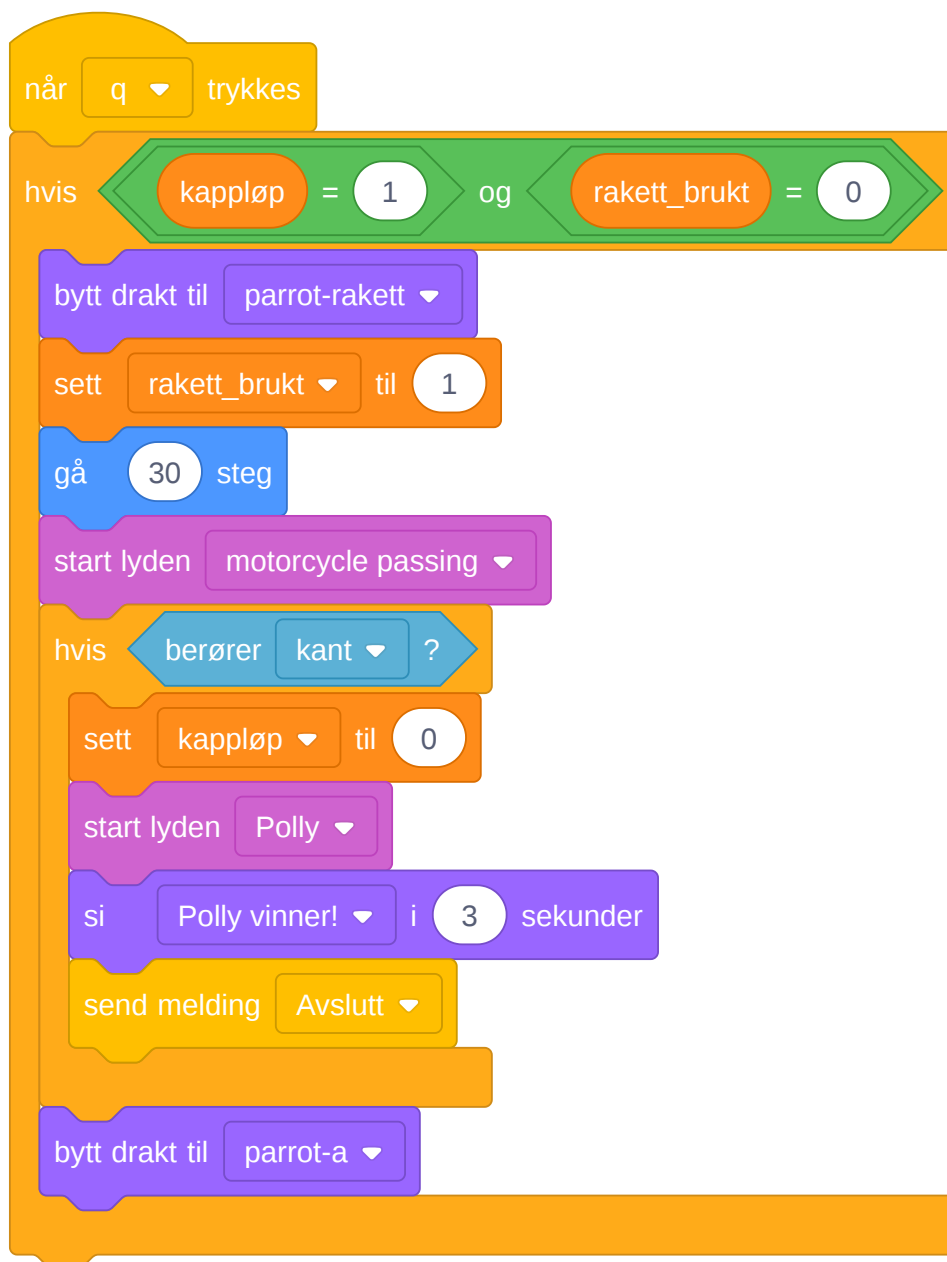 når q trykkes
hvis kappløp = 1 og rakett_brukt = 0
bytt drakt til parrot-rakett
sett rakett_brukt til 1
gå 30 steg
start lyden motorcycle passing
hvis berører kant ?
sett kappløp til 0
start lyden Polly
si Polly vinner! i 3 sekunder
send melding Avslutt
bytt drakt til parrot-a